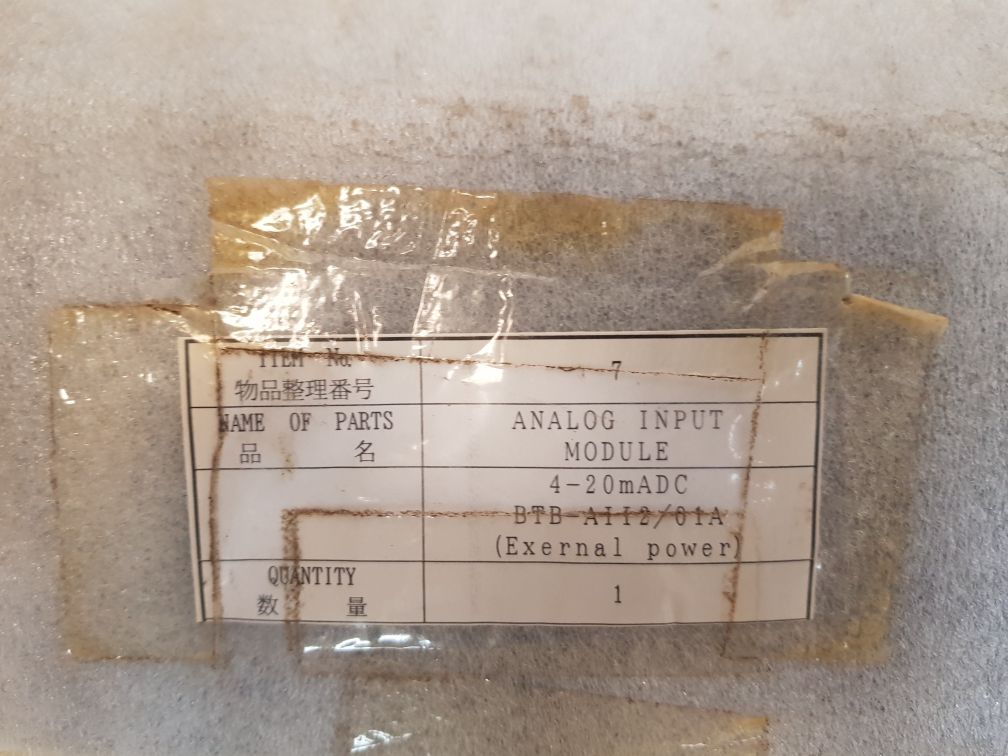 ITEM No.
物品整理番号
7
NAME OF PARTS
品 名
ANALOG INPUT
MODULE
4-20mADC
BTB-AII2/01A
(Exernal power)
QUANTITY
数 量
1